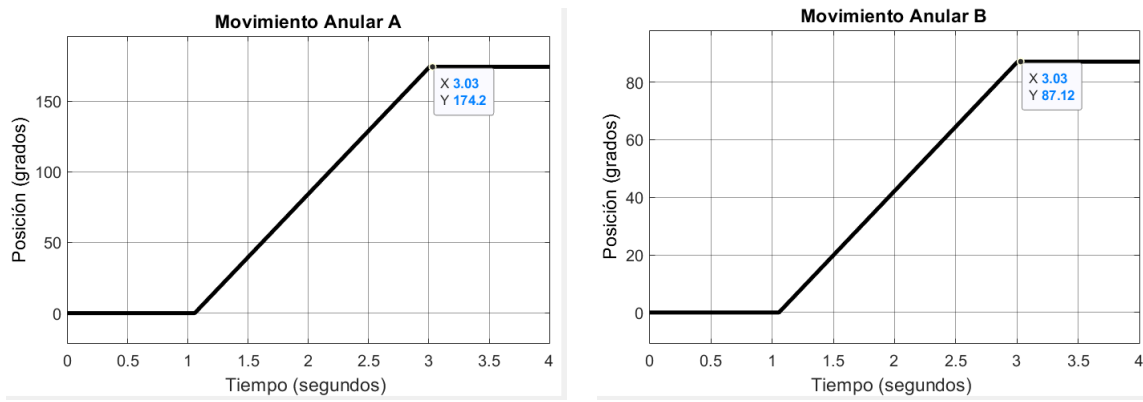 Movimiento Anular A
X 3.03
Y 174.2
150
100
50
0
Posición (grados)
0 0.5 1 1.5 2 2.5 3 3.5 4
Tiempo (segundos)
Movimiento Anular B
X 3.03
Y 87.12
80
60
40
20
0
Posición (grados)
0 0.5 1 1.5 2 2.5 3 3.5 4
Tiempo (segundos)